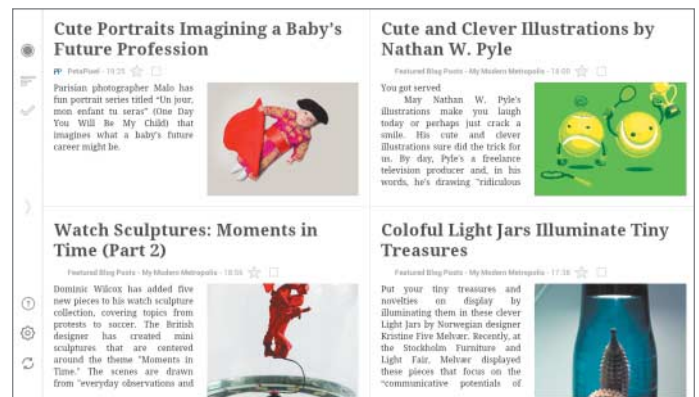 Cute Portraits Imagining a Baby's
Future Profession
PetaPixel - 19:25
Parisian photographer Malo has
fun portrait series titled "Un jour,
mon enfant tu seras" (One Day
You Will Be My Child) that
imagines what a baby's future
career might be.
Cute and Clever Illustrations by
Nathan W. Pyle
Featured Blog Posts - My Modern Metropolis - 18:00
You got served
May Nathan W. Pyle's
illustrations make you laugh
today or perhaps just crack a
smile. His cute and clever
illustrations sure did the trick for
us. By day, Pyle's a freelance
television producer and, in his
words, he's drawing "ridiculous
Watch Sculptures: Moments in
Time (Part 2)
Featured Blog Posts - My Modern Metropolis - 18:56
Dominic Wilcox has added five
new pieces to his watch sculpture
collection, covering topics from
protests to soccer. The British
designer has created mini
sculptures that are centered
around the theme "Moments in
Time." The scenes are drawn
from "everyday observations and
Coloful Light Jars Illuminate Tiny
Treasures
Featured Blog Posts - My Modern Metropolis - 17:38
Put your tiny treasures and
novelties on display by
illuminating them in these clever
Light Jars by Norwegian designer
Kristine Five Melvær. Recently, at
the Stockholm Furniture and
Light Fair, Melvær displayed
these pieces that focus on the
"communicative potentials of